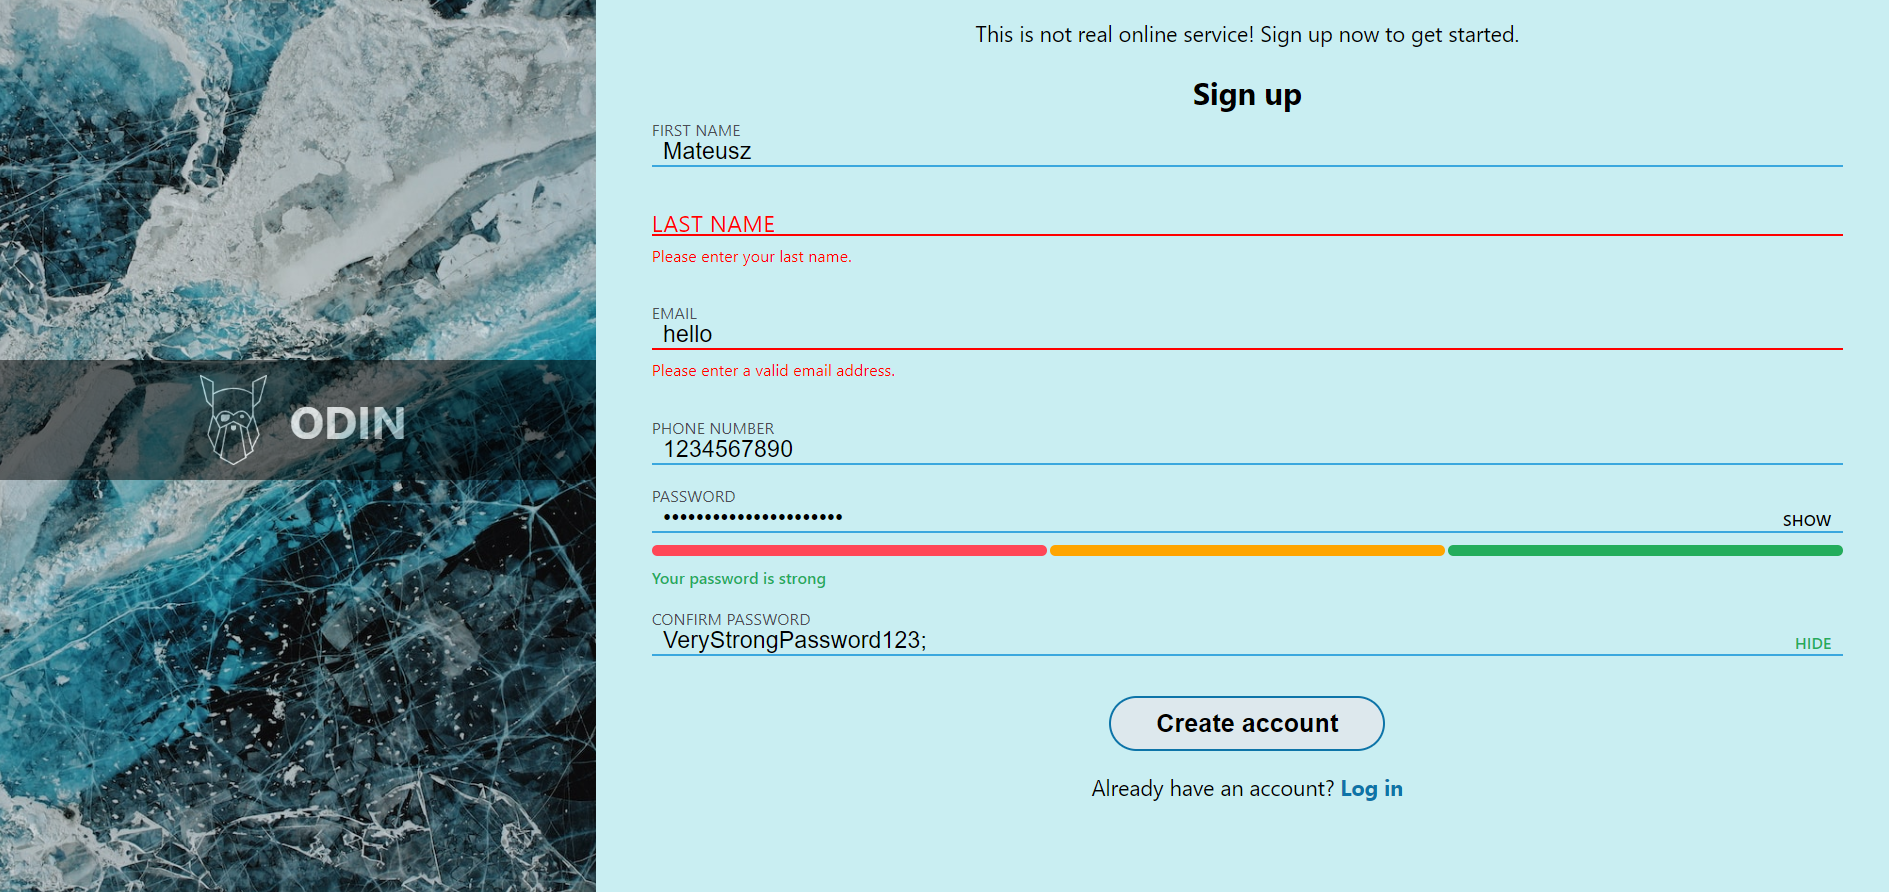 This is not real online service! Sign up now to get started.
Sign up
FIRST NAME
Mateusz
LAST NAME
Please enter your last name.
EMAIL
hello
Please enter a valid email address.
ODIN
PHONE NUMBER
1234567890
PASSWORD
••••••••••••••••••••••
SHOW
Your password is strong
CONFIRM PASSWORD
VeryStrongPassword123;
HIDE
Create account
Already have an account? Log in